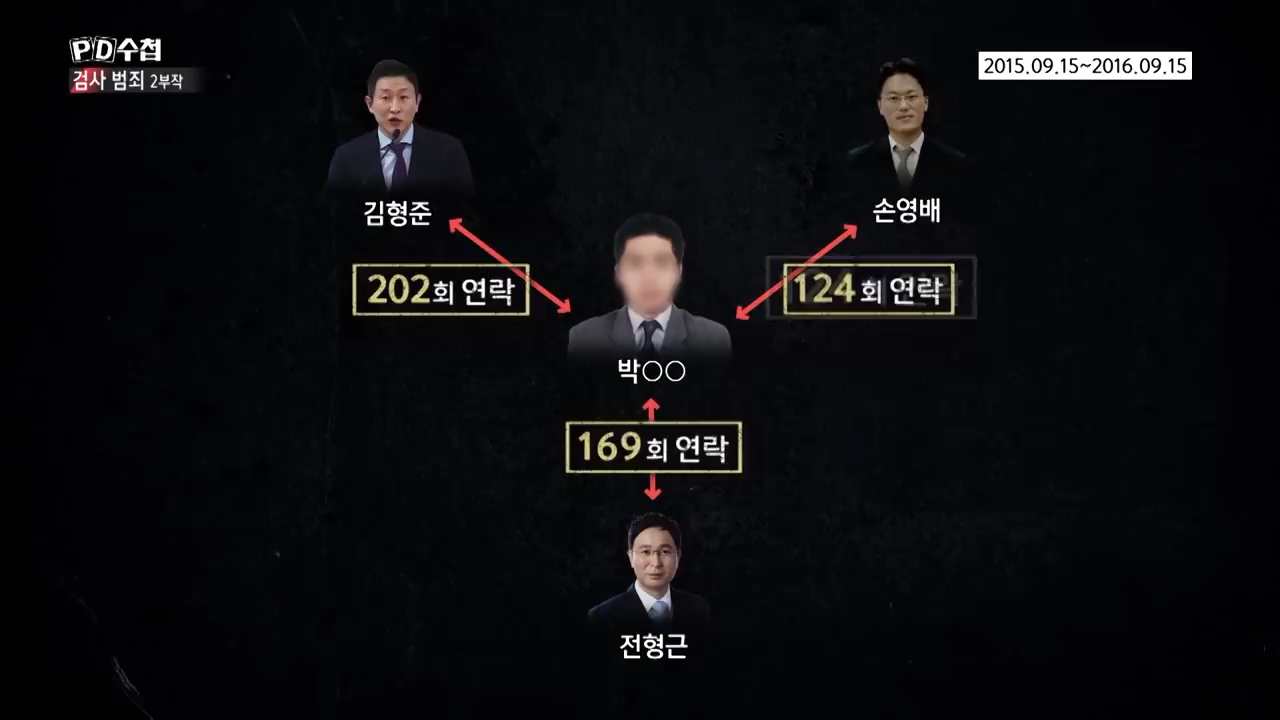 PD수첩
검사 범죄 2부작
2015.09.15~2016.09.15
김형준
손영배
202회 연락
124회 연락
박○○
169회 연락
전형근